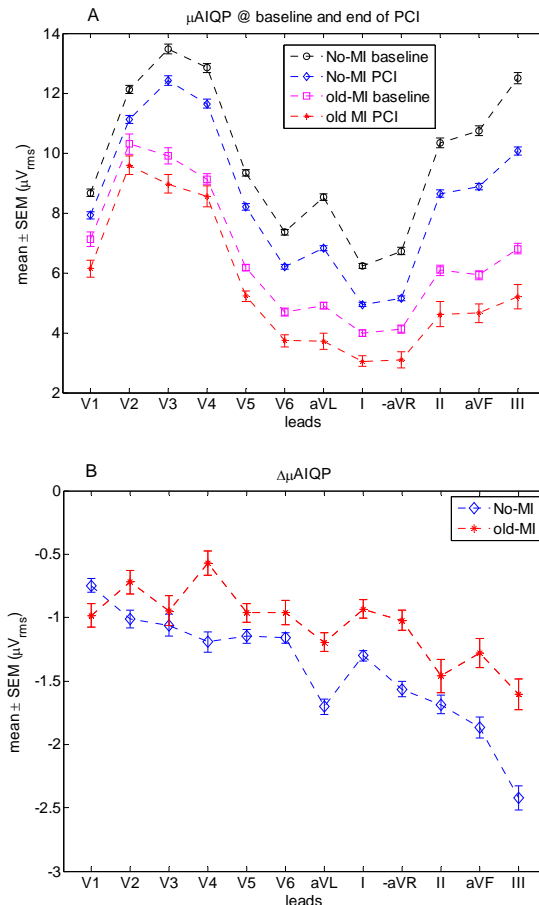 A
μAIQP @ baseline and end of PCI
No-MI baseline
No-MI PCI
old-MI baseline
old MI PCI
mean ± SEM (μVrms)
14
12
10
8
6
4
2
V1 V2 V3 V4 V5 V6 aVL I -aVR II aVF III
leads
B
ΔμAIQP
No-MI
old-MI
mean ± SEM (μVrms)
0
-0.5
-1
-1.5
-2
-2.5
-3
V1 V2 V3 V4 V5 V6 aVL I -aVR II aVF III
leads